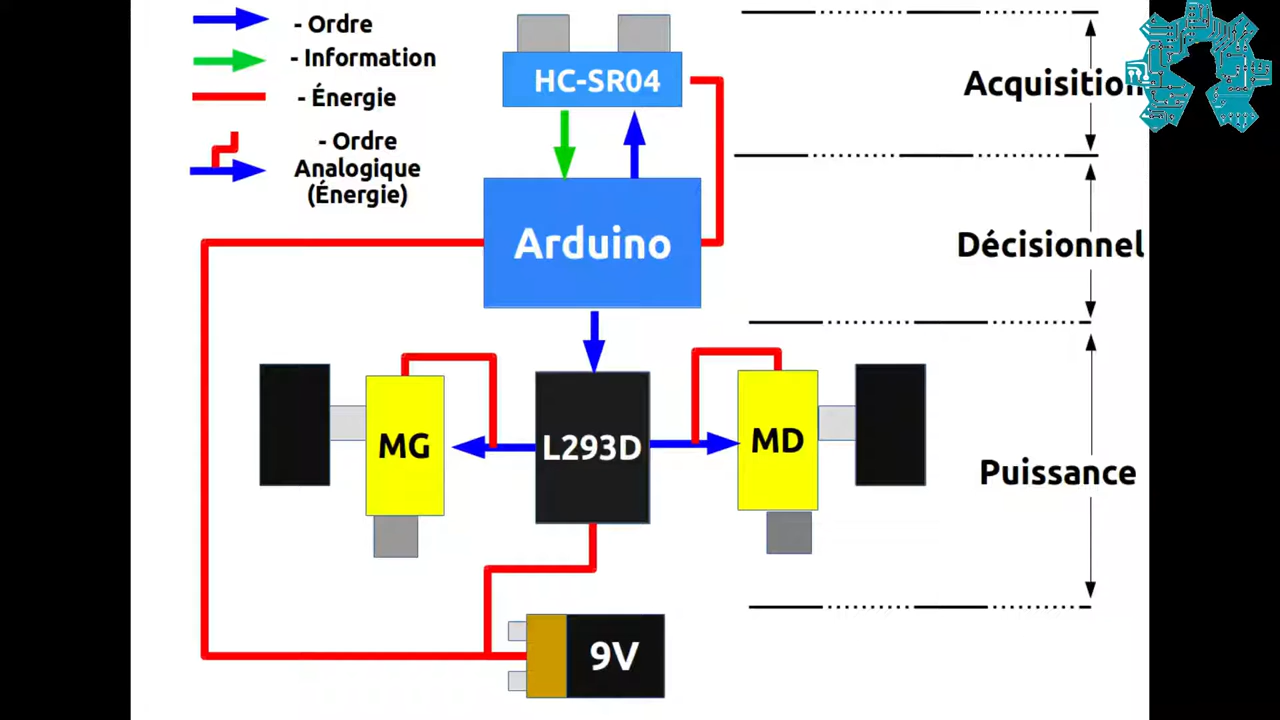 - Ordre
- Information
- Énergie
- Ordre
Analogique
(Énergie)
HC-SR04
Acquisition
Arduino
Décisionnel
MG
L293D
MD
Puissance
9V